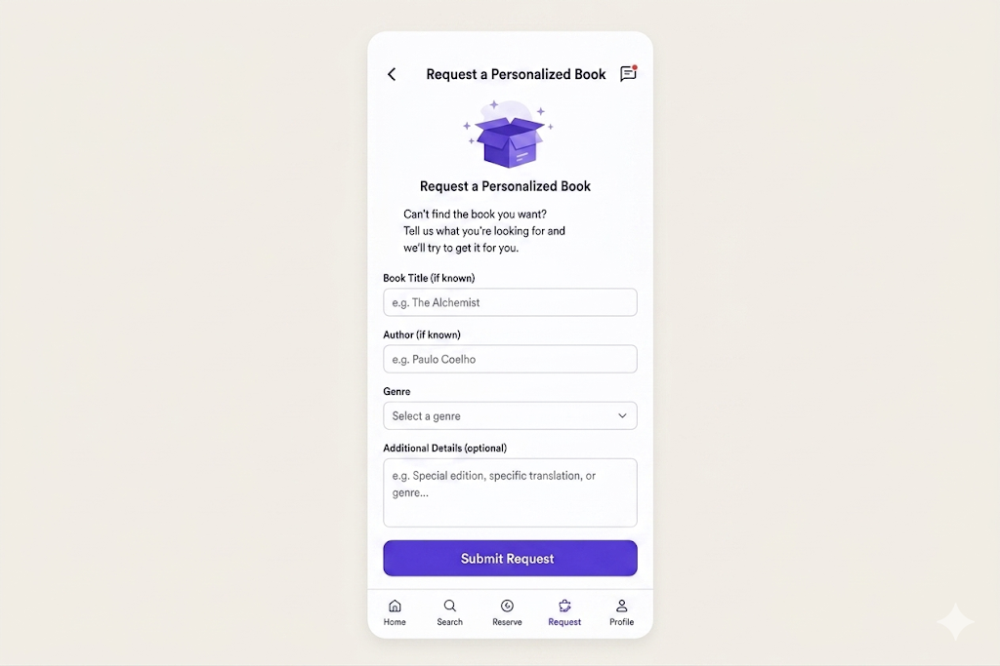 Request a Personalized Book
Request a Personalized Book
Can't find the book you want?
Tell us what you're looking for and
we'll try to get it for you.
Book Title (if known)
e.g. The Alchemist
Author (if known)
e.g. Paulo Coelho
Genre
Select a genre
Additional Details (optional)
e.g. Special edition, specific translation, or
genre...
Submit Request
Home
Search
Reserve
Request
Profile